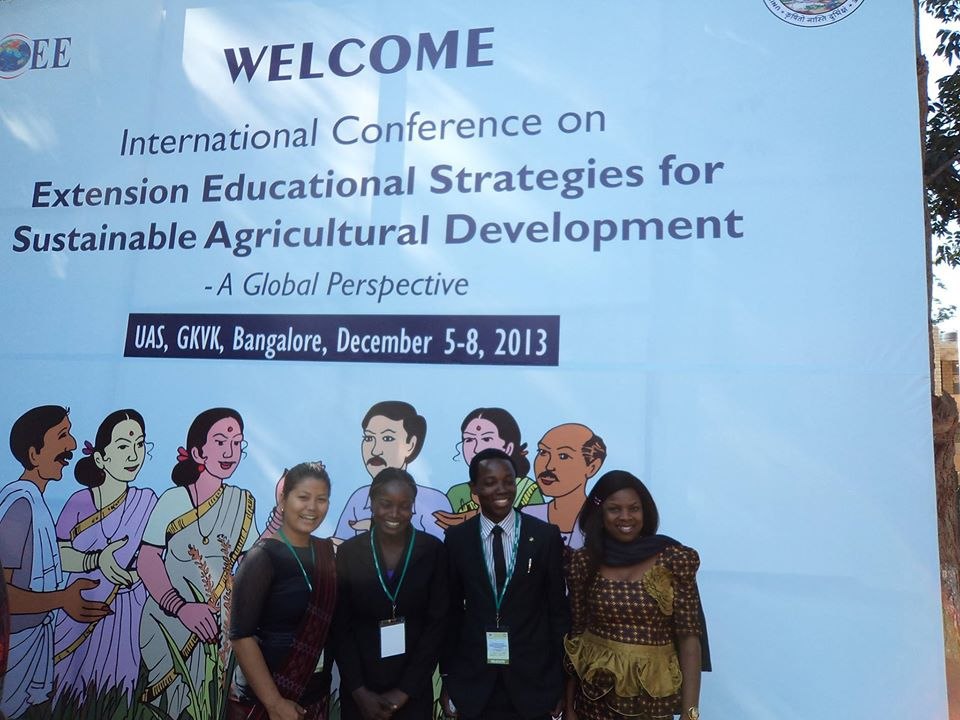 EE
WELCOME
International Conference on
Extension Educational Strategies for
Sustainable Agricultural Development
- A Global Perspective
UAS, GKVK, Bangalore, December 5-8, 2013
कृषितो नास्ति दुर्भिक्षं